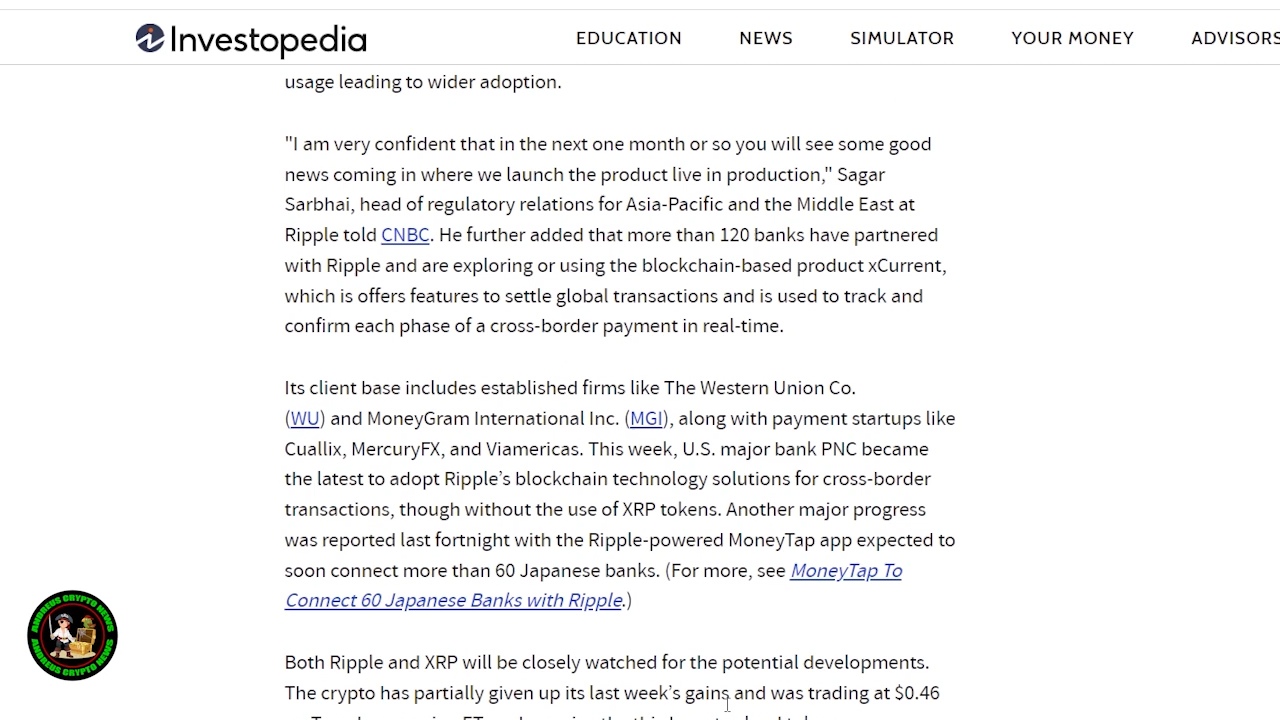 Investopedia
EDUCATION NEWS SIMULATOR YOUR MONEY ADVISORS
usage leading to wider adoption.
"I am very confident that in the next one month or so you will see some good
news coming in where we launch the product live in production," Sagar
Sarbhai, head of regulatory relations for Asia-Pacific and the Middle East at
Ripple told CNBC. He further added that more than 120 banks have partnered
with Ripple and are exploring or using the blockchain-based product xCurrent,
which is offers features to settle global transactions and is used to track and
confirm each phase of a cross-border payment in real-time.
Its client base includes established firms like The Western Union Co.
(WU) and MoneyGram International Inc. (MGI), along with payment startups like
Cuallix, MercuryFX, and Viamericas. This week, U.S. major bank PNC became
the latest to adopt Ripple’s blockchain technology solutions for cross-border
transactions, though without the use of XRP tokens. Another major progress
was reported last fortnight with the Ripple-powered MoneyTap app expected to
soon connect more than 60 Japanese banks. (For more, see MoneyTap To
Connect 60 Japanese Banks with Ripple.)
ANDREUS CRYPTO NEWS
ANDREUS CRYPTO NEWS
Both Ripple and XRP will be closely watched for the potential developments.
The crypto has partially given up its last week’s gains and was trading at $0.46